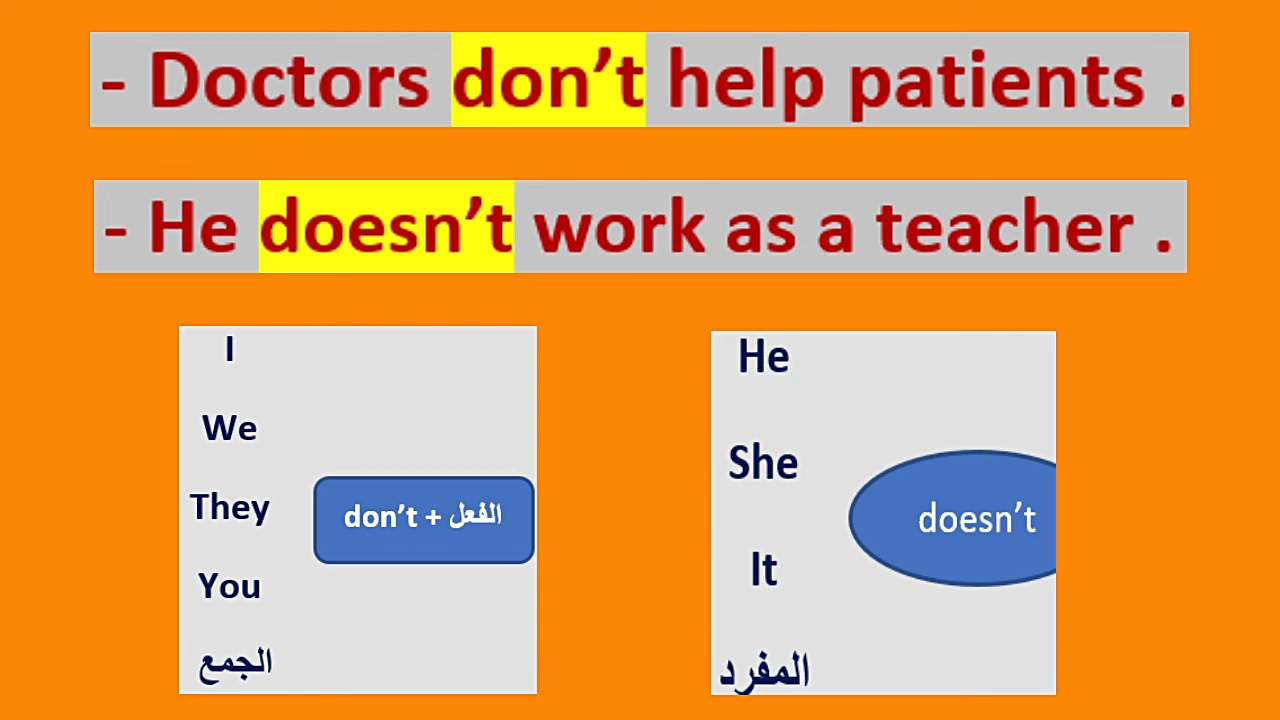 - Doctors don’t help patients .
- He doesn’t work as a teacher .
I
We
They
You
الجمع
don’t + الفعل
He
She
It
المفرد
doesn’t